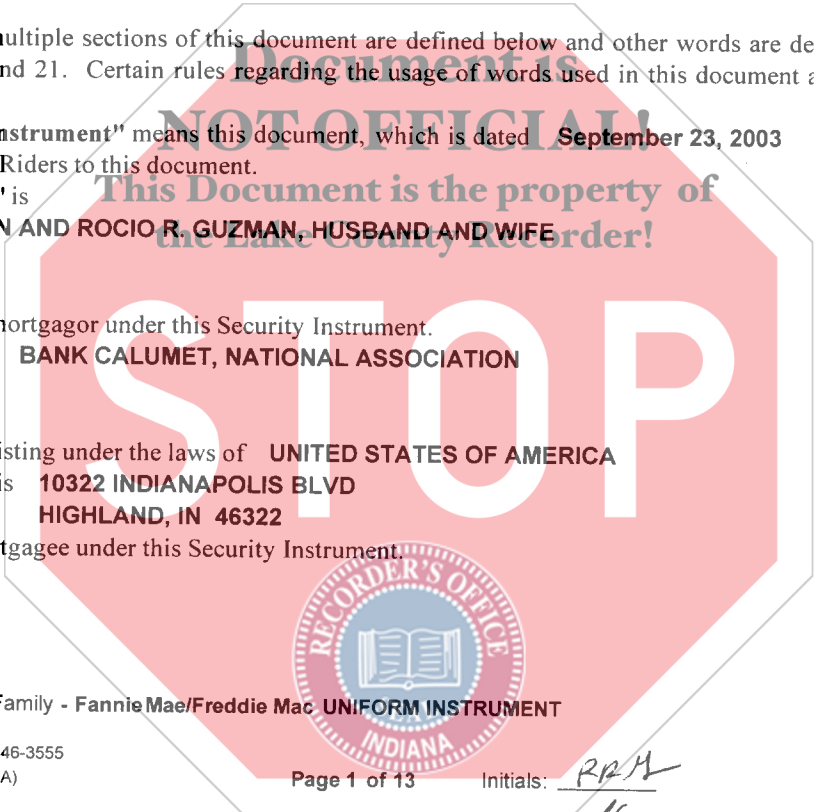 ultiple sections of this document are defined below and other words are de
nd 21. Certain rules regarding the usage of words used in this document a
Document is
NOT OFFICIAL!
This Document is the property of
the Lake County Recorder!
nstrument" means this document, which is dated September 23, 2003
Riders to this document.
" is
N AND ROCIO R. GUZMAN, HUSBAND AND WIFE
ortgagor under this Security Instrument.
BANK CALUMET, NATIONAL ASSOCIATION
STOP
isting under the laws of UNITED STATES OF AMERICA
is 10322 INDIANAPOLIS BLVD
HIGHLAND, IN 46322
tgagee under this Security Instrument.
RECORDER'S OFFICE
SEAL
INDIANA
Family - Fannie Mae/Freddie Mac UNIFORM INSTRUMENT
46-3555
A)
Page 1 of 13 Initials: RRG